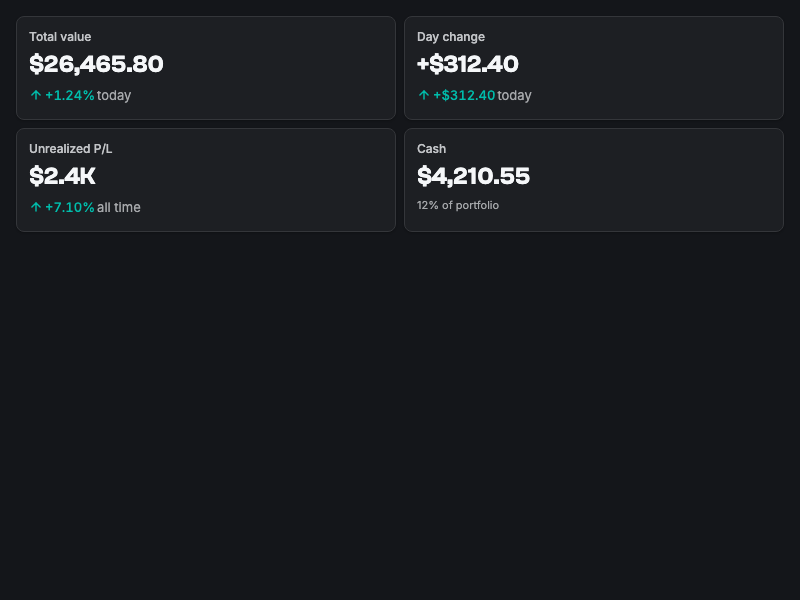 Total value
$26,465.80
↑ +1.24% today
Day change
+$312.40
↑ +$312.40 today
Unrealized P/L
$2.4K
↑ +7.10% all time
Cash
$4,210.55
12% of portfolio